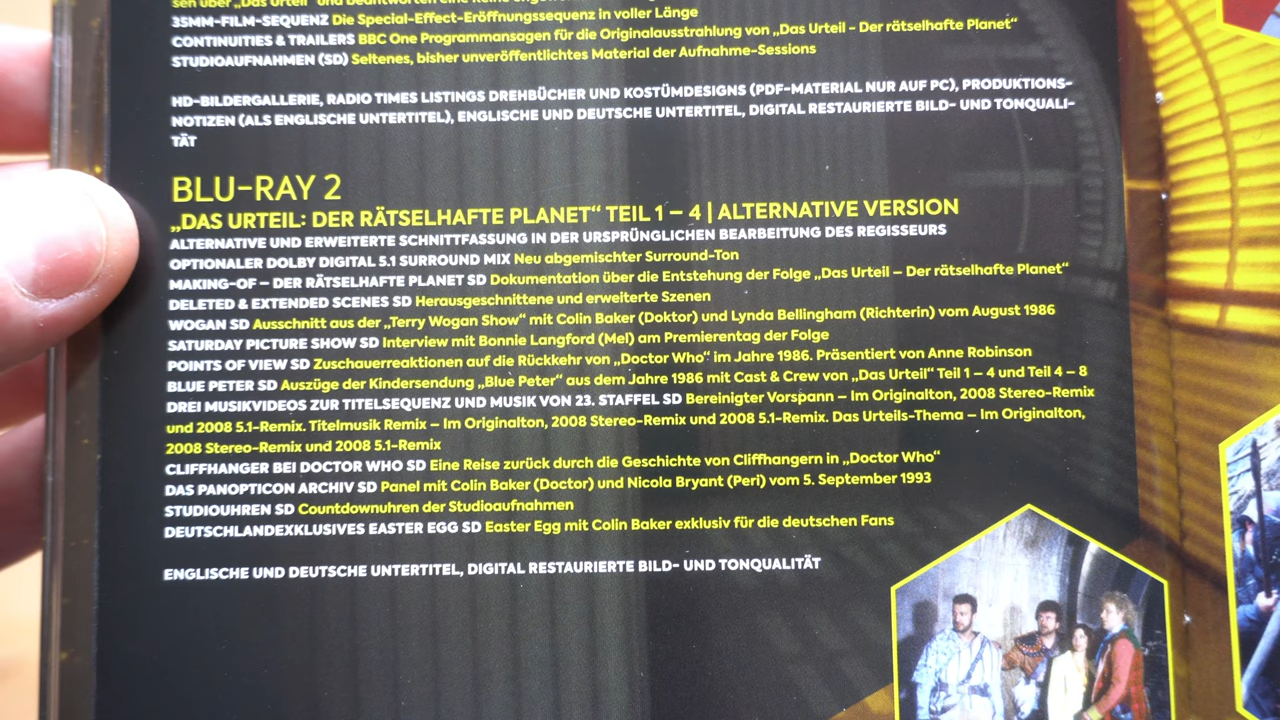 sen über „Das Urteil“ und beantworten eine Reihe
35MM-FILM-SEQUENZ Die Special-Effect-Eröffnungssequenz in voller Länge
CONTINUITIES & TRAILERS BBC One Programmansagen für die Originalausstrahlung von „Das Urteil - Der rätselhafte Planet“
STUDIOAUFNAHMEN (SD) Seltenes, bisher unveröffentlichtes Material der Aufnahme-Sessions
HD-BILDERGALLERIE, RADIO TIMES LISTINGS DREHBÜCHER UND KOSTÜMDESIGNS (PDF-MATERIAL NUR AUF PC), PRODUKTIONS-
NOTIZEN (ALS ENGLISCHE UNTERTITEL), ENGLISCHE UND DEUTSCHE UNTERTITEL, DIGITAL RESTAURIERTE BILD- UND TONQUALI-
TÄT
BLU-RAY 2
„DAS URTEIL: DER RÄTSELHAFTE PLANET“ TEIL 1 – 4 | ALTERNATIVE VERSION
ALTERNATIVE UND ERWEITERTE SCHNITTFASSUNG IN DER URSPRÜNGLICHEN BEARBEITUNG DES REGISSEURS
OPTIONALER DOLBY DIGITAL 5.1 SURROUND MIX Neu abgemischter Surround-Ton
MAKING-OF – DER RÄTSELHAFTE PLANET SD Dokumentation über die Entstehung der Folge „Das Urteil – Der rätselhafte Planet“
DELETED & EXTENDED SCENES SD Herausgeschnittene und erweiterte Szenen
WOGAN SD Ausschnitt aus der „Terry Wogan Show“ mit Colin Baker (Doktor) und Lynda Bellingham (Richterin) vom August 1986
SATURDAY PICTURE SHOW SD Interview mit Bonnie Langford (Mel) am Premierentag der Folge
POINTS OF VIEW SD Zuschauerreaktionen auf die Rückkehr von „Doctor Who“ im Jahre 1986. Präsentiert von Anne Robinson
BLUE PETER SD Auszüge der Kindersendung „Blue Peter“ aus dem Jahre 1986 mit Cast & Crew von „Das Urteil“ Teil 1 – 4 und Teil 4 – 8
DREI MUSIKVIDEOS ZUR TITELSEQUENZ UND MUSIK VON 23. STAFFEL SD Bereinigter Vorspann – Im Originalton, 2008 Stereo-Remix
und 2008 5.1-Remix. Titelmusik Remix – Im Originalton, 2008 Stereo-Remix und 2008 5.1-Remix. Das Urteils-Thema – Im Originalton,
2008 Stereo-Remix und 2008 5.1-Remix
CLIFFHANGER BEI DOCTOR WHO SD Eine Reise zurück durch die Geschichte von Cliffhangern in „Doctor Who“
DAS PANOPTICON ARCHIV SD Panel mit Colin Baker (Doctor) und Nicola Bryant (Peri) vom 5. September 1993
STUDIOUHREN SD Countdownuhren der Studioaufnahmen
DEUTSCHLANDEXKLUSIVES EASTER EGG SD Easter Egg mit Colin Baker exklusiv für die deutschen Fans
ENGLISCHE UND DEUTSCHE UNTERTITEL, DIGITAL RESTAURIERTE BILD- UND TONQUALITÄT